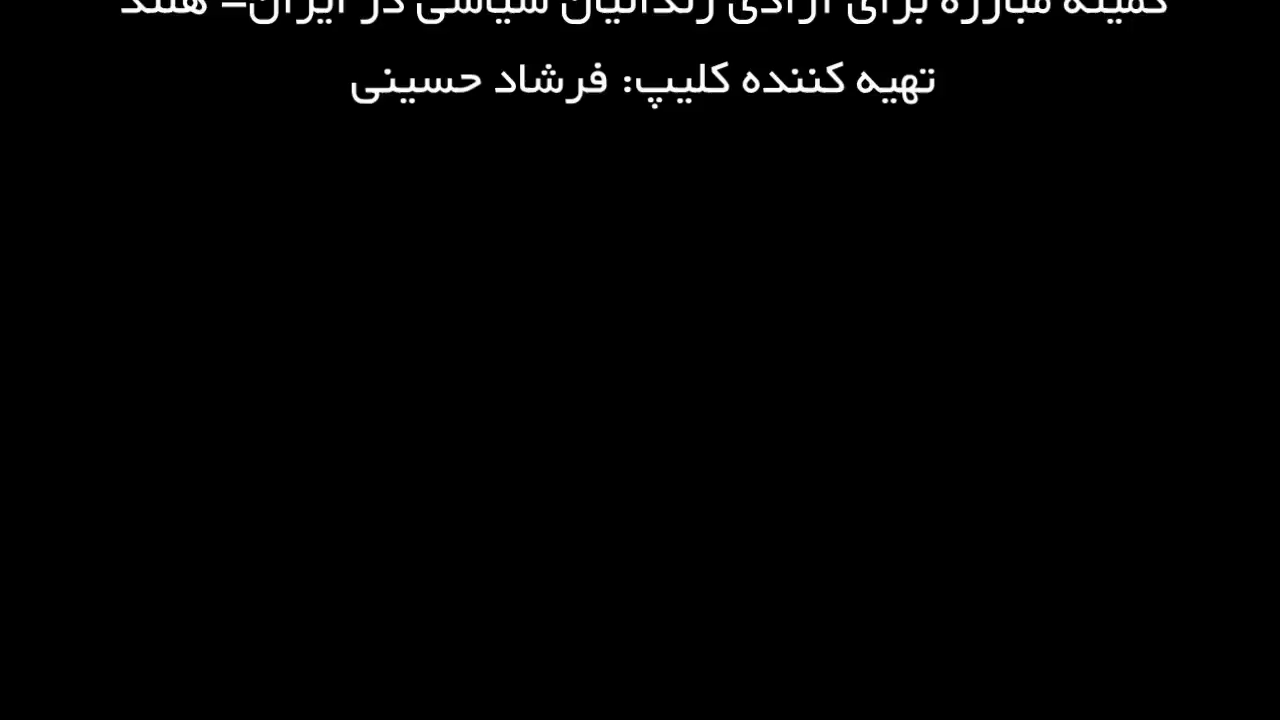 کمیته مبارزه برای آزادی زندانیان سیاسی در ایران- هلند
تهیه کننده کلیپ: فرشاد حسینی